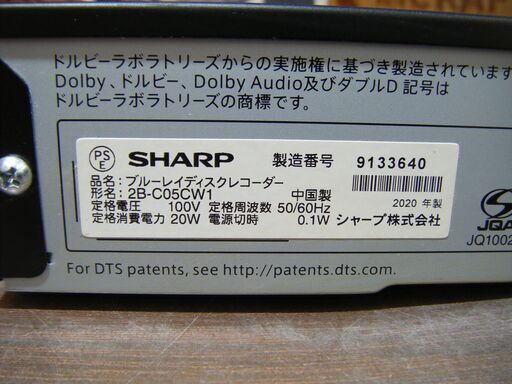 ドルビーラボラトリーズからの実施権に基づき製造されています
Dolby、ドルビー、Dolby Audio及びダブルD 記号は
ドルビーラボラトリーズの商標です.
PS
E
SHARP 製造番号 9133640
品名: ブルーレイディスクレコーダー
形名: 2B-C05CW1 中国製
定格電圧 100V 定格周波数 50/60Hz 2020 年製
定格消費電力 20W 電源切時 0.1W シャープ株式会社
JQA
JQ1002
For DTS patents, see http://patents.dts.com.